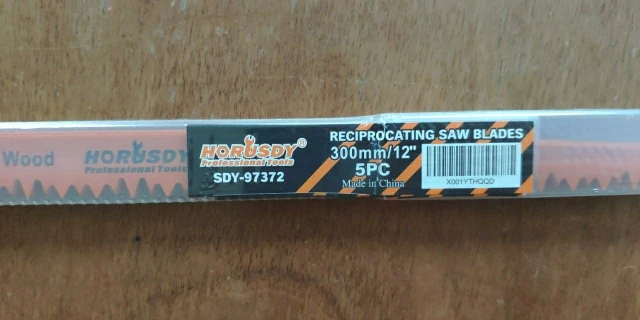 Wood
HORUSDY
Professional Tools
HORUSDY®
Professional Tools
SDY-97372
RECIPROCATING SAW BLADES
300mm/12"
5PC
Made in China
X001YTHQQD